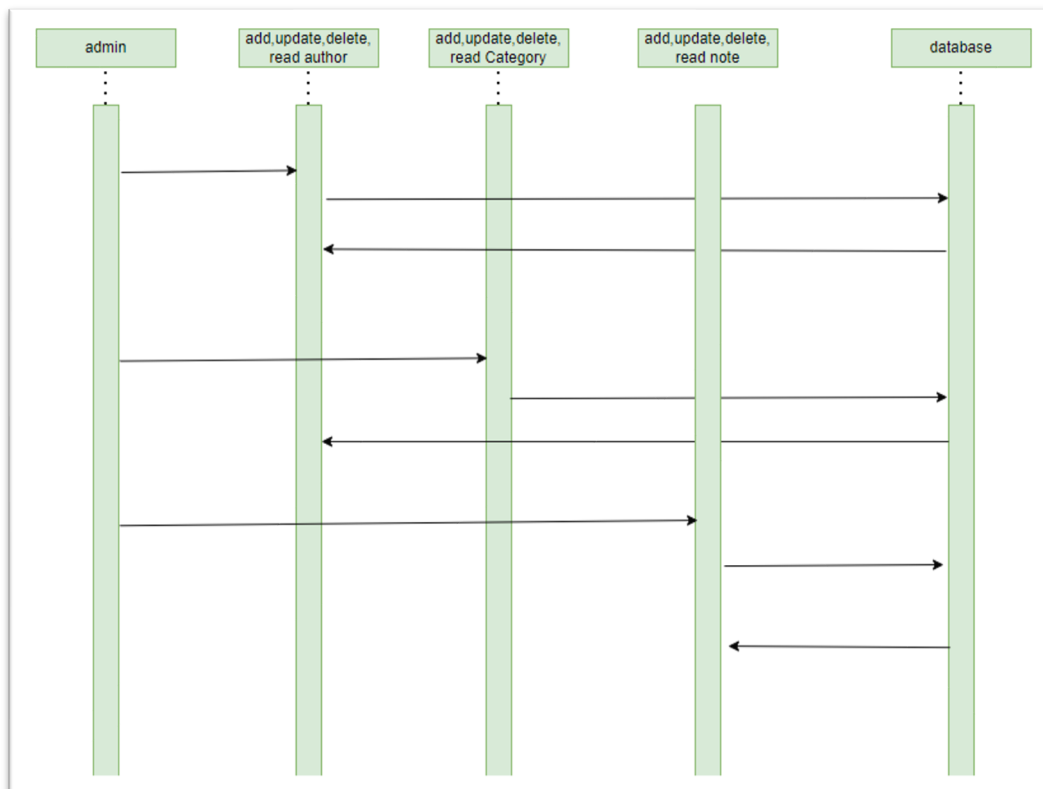 admin
add,update,delete,
read author
add,update,delete,
read Category
add,update,delete,
read note
database